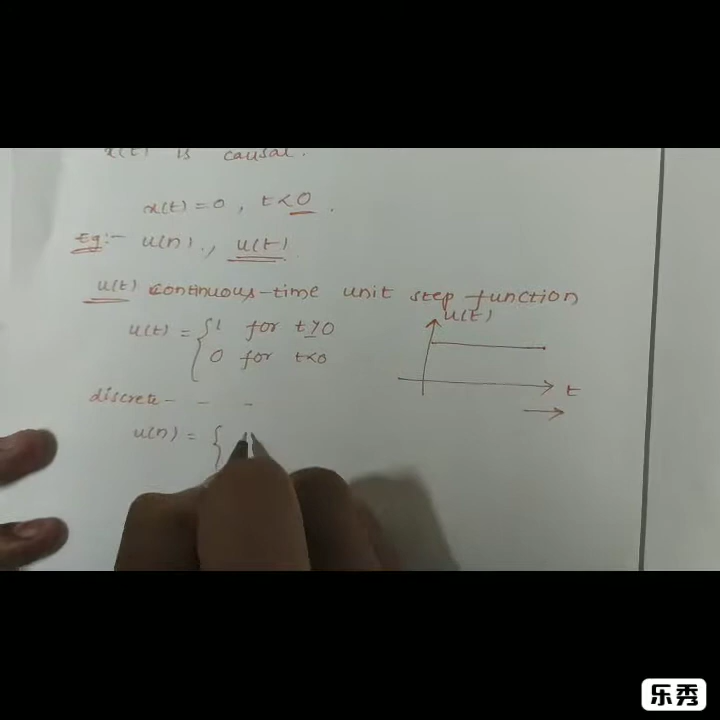 x(t) is causal.
x(t) = 0, t<0.
Eg:- u(n)., u(t)
u(t) continuous-time unit step function
u(t) = { 1 for t≥0
0 for t<0
u(t)
t
discrete - - -
u(n) = {
乐秀